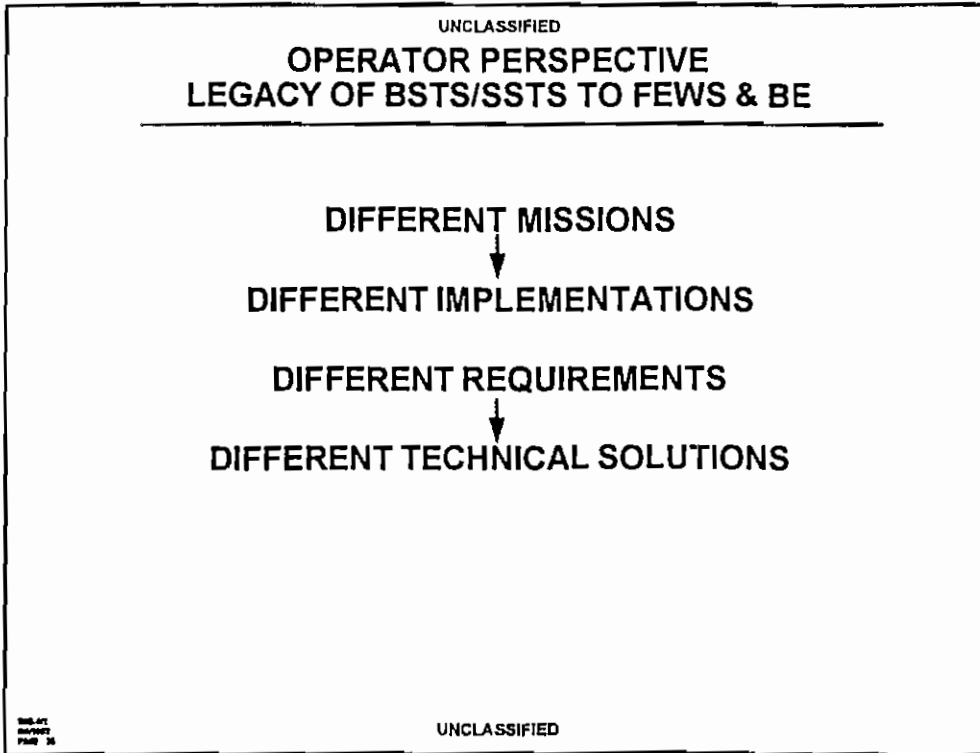 UNCLASSIFIED
OPERATOR PERSPECTIVE
LEGACY OF BSTS/SSTS TO FEWS & BE
DIFFERENT MISSIONS
DIFFERENT IMPLEMENTATIONS
DIFFERENT REQUIREMENTS
DIFFERENT TECHNICAL SOLUTIONS
PAGE
UNCLASSIFIED